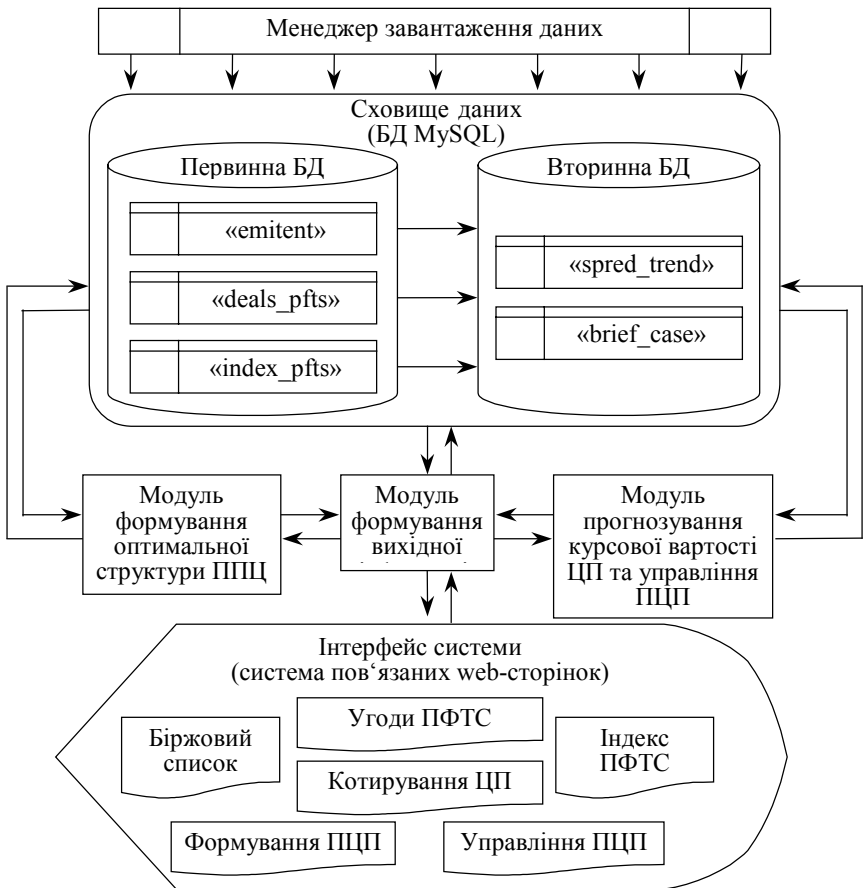 Менеджер завантаження даних
Сховище даних
(БД MySQL)
Первинна БД
Вторинна БД
«emitent»
«deals_pfts»
«index_pfts»
«spred_trend»
«brief_case»
Модуль
формування
оптимальної
структури ППЦ
Модуль
формування
вихідної
Модуль
прогнозування
курсової вартості
ЦП та управління
ПЦП
Інтерфейс системи
(система пов‘язаних web-сторінок)
Біржовий
список
Угоди ПФТС
Котирування ЦП
Індекс
ПФТС
Формування ПЦП
Управління ПЦП